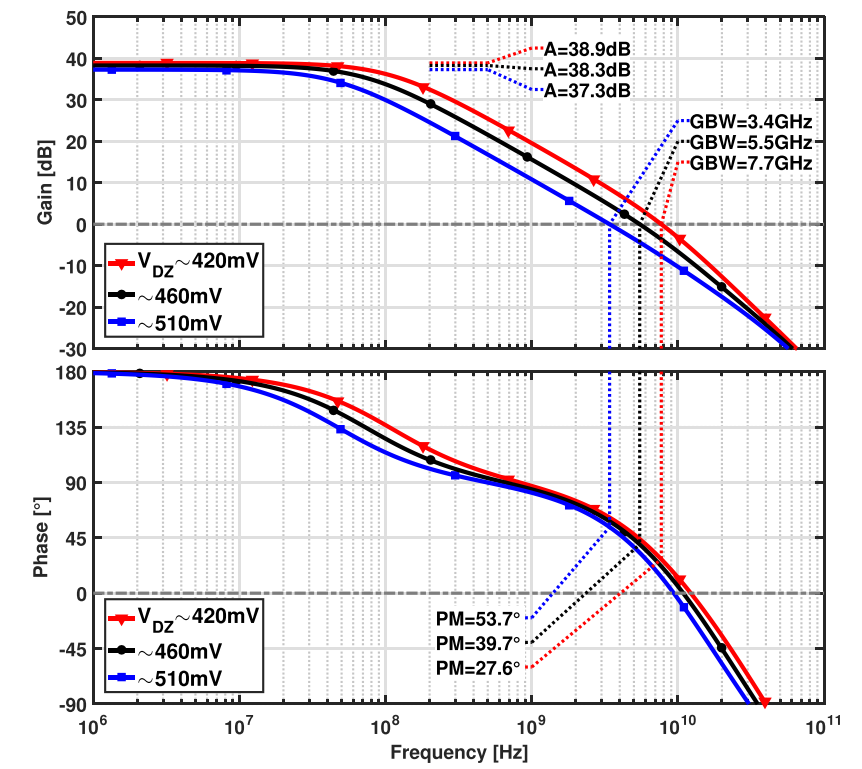 50
40
30
20
10
0
-10
-20
-30
Gain [dB]
A=38.9dB
A=38.3dB
A=37.3dB
GBW=3.4GHz
GBW=5.5GHz
GBW=7.7GHz
V_DZ~420mV
~460mV
~510mV
180
135
90
45
0
-45
-90
Phase [°]
PM=53.7°
PM=39.7°
PM=27.6°
V_DZ~420mV
~460mV
~510mV
10^6 10^7 10^8 10^9 10^10 10^11
Frequency [Hz]